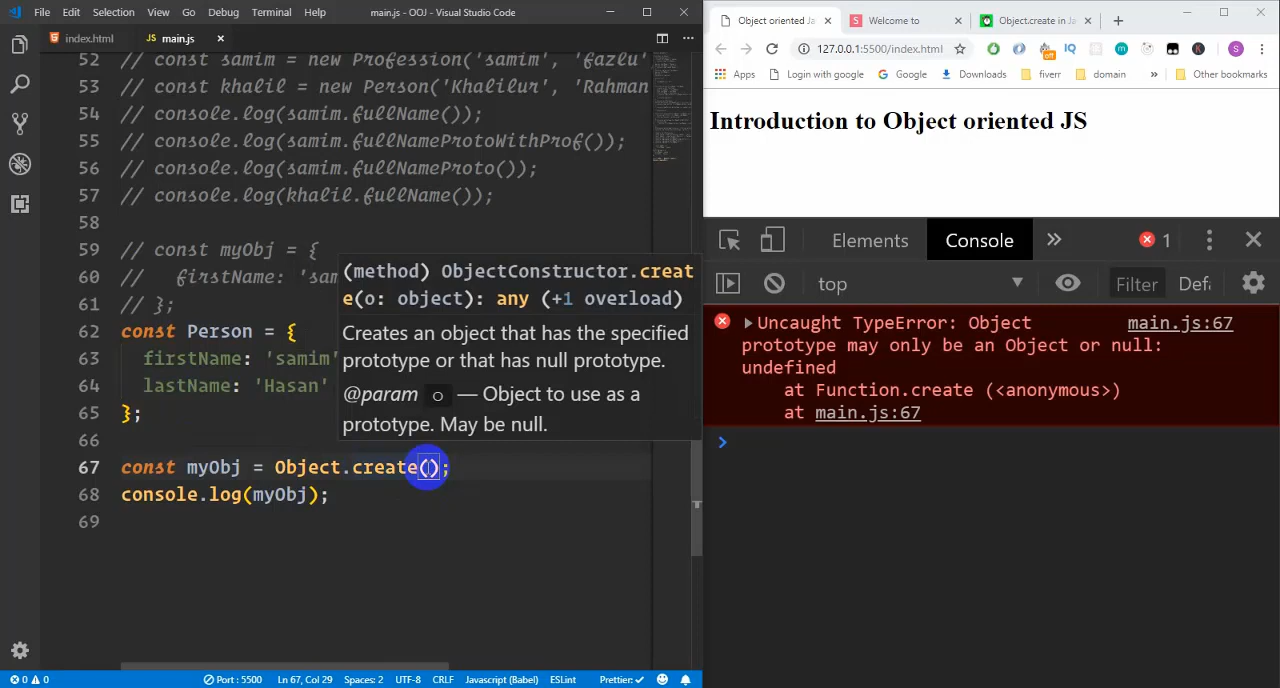 File Edit Selection View Go Debug Terminal Help main.js - OOJ - Visual Studio Code
index.html JS main.js
52 // const samim = new Profession('samim', 'Fazlu'
53 // const khalil = new Person('Khalilur', 'Rahman
54 // console.log(samim.fullName());
55 // console.log(samim.fullNameProtoWithProf());
56 // console.log(samim.fullNameProto());
57 // console.log(khalil.fullName());
58
59 // const myObj = {
60 // firstName: 'sam
61 // };
62 const Person = {
63 firstName: 'samim'
64 lastName: 'Hasan'
65 };
66
67 const myObj = Object.create();
68 console.log(myObj);
69
(method) ObjectConstructor.creat
e(o: object): any (+1 overload)
Creates an object that has the specified
prototype or that has null prototype.
@param o — Object to use as a
prototype. May be null.
0 0 Port : 5500 Ln 67, Col 29 Spaces: 2 UTF-8 CRLF Javascript (Babel) ESLint Prettier: ✓
Object oriented Ja S Welcome to Object.create in Ja
127.0.0.1:5500/index.html off IQ m K S
Apps Login with google G Google Downloads fiverr domain » Other bookmarks
Introduction to Object oriented JS
Elements Console » 1
top Filter Defa
Uncaught TypeError: Object main.js:67
prototype may only be an Object or null:
undefined
at Function.create (<anonymous>)
at main.js:67